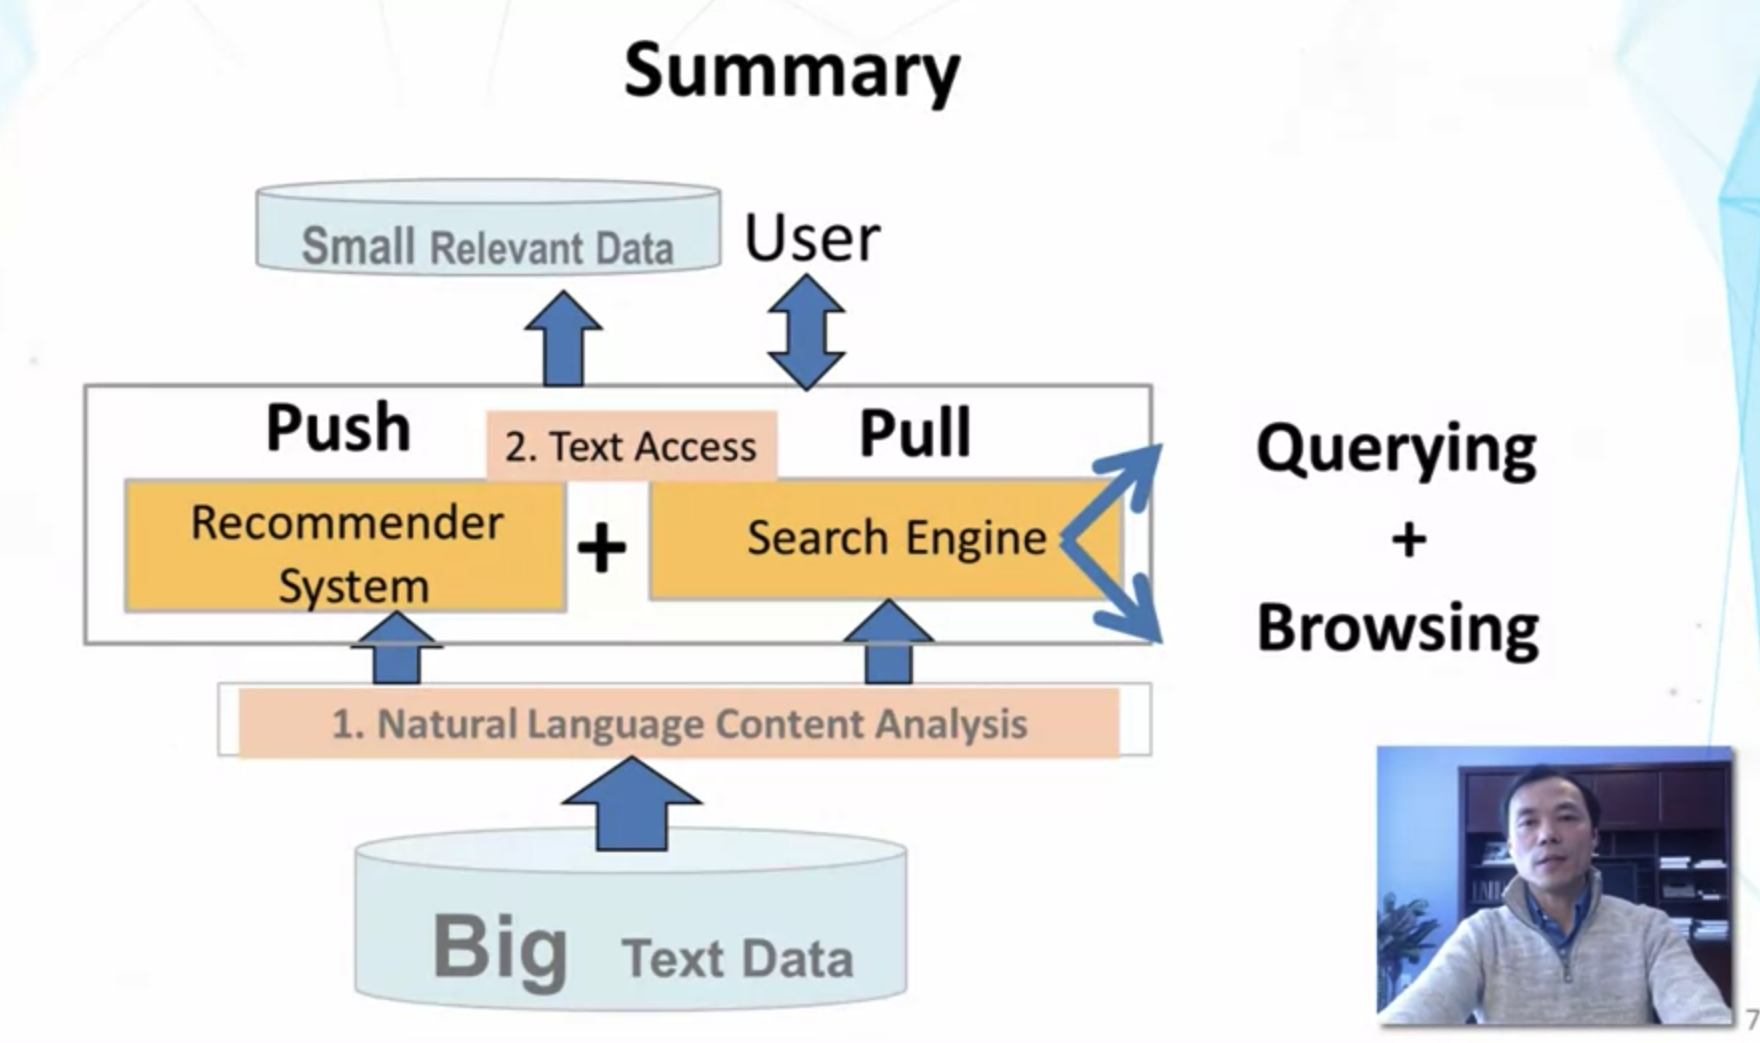 Summary
Small Relevant Data
User
Push
2. Text Access
Pull
Recommender
System
+
Search Engine
Querying
+
Browsing
1. Natural Language Content Analysis
Big Text Data
7